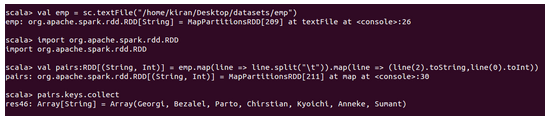 scala> val emp = sc.textFile("/home/kiran/Desktop/datasets/emp")
emp: org.apache.spark.rdd.RDD[String] = MapPartitionsRDD[209] at textFile at <console>:26
scala> import org.apache.spark.rdd.RDD
import org.apache.spark.rdd.RDD
scala> val pairs:RDD[(String, Int)] = emp.map(line => line.split("\t")).map(line => (line(2).toString,line(0).toInt))
pairs: org.apache.spark.rdd.RDD[(String, Int)] = MapPartitionsRDD[211] at map at <console>:30
scala> pairs.keys.collect
res46: Array[String] = Array(Georgi, Bezalel, Parto, Chirstian, Kyoichi, Anneke, Sumant)